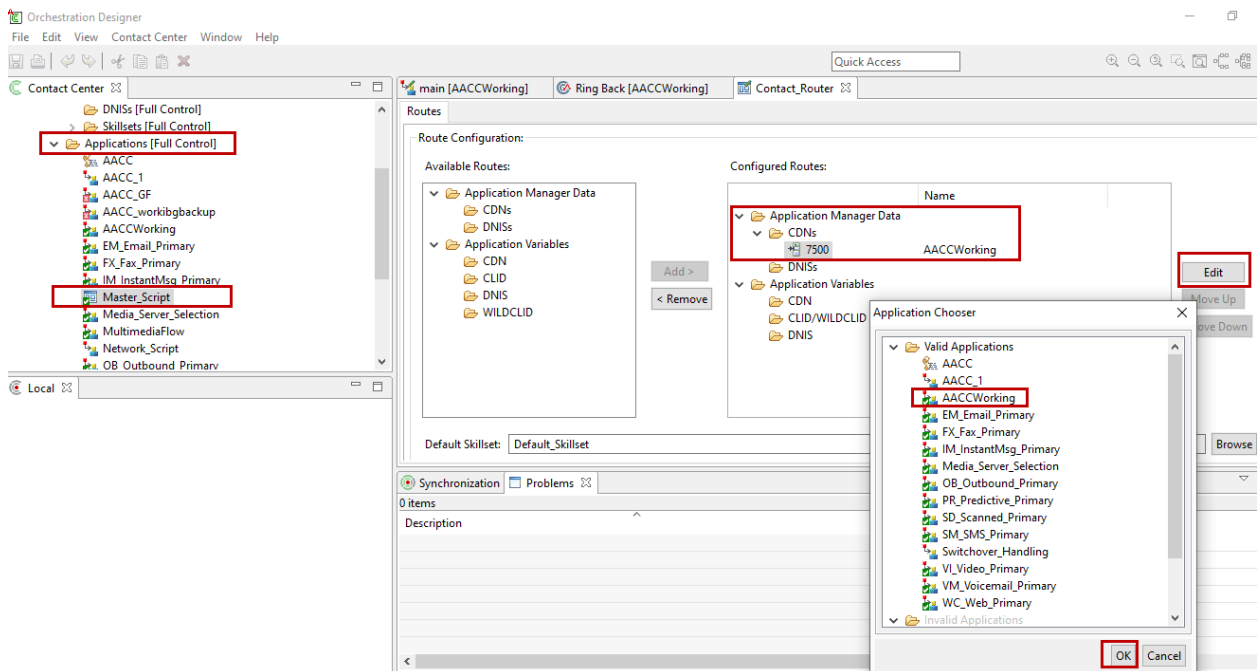 Orchestration Designer
File Edit View Contact Center Window Help
Quick Access
Contact Center
DNISs [Full Control]
Skillsets [Full Control]
Applications [Full Control]
AACC
AACC_1
AACC_GF
AACC_workibgbackup
AACCWorking
EM_Email_Primary
FX_Fax_Primary
IM_InstantMsg_Primary
Master_Script
Media_Server_Selection
MultimediaFlow
Network_Script
OB_Outbound_Primary
Local
main [AACCWorking] Ring Back [AACCWorking] Contact_Router
Routes
Route Configuration:
Available Routes:
Application Manager Data
CDNs
DNISs
Application Variables
CDN
CLID
DNIS
WILDCLID
Add >
< Remove
Configured Routes:
Name
Application Manager Data
CDNs
7500 AACCWorking
DNISs
Application Variables
CDN
CLID/WILDCLID
DNIS
Edit
Move Up
ove Down
Default Skillset: Default_Skillset
Browse
Application Chooser
Valid Applications
AACC
AACC_1
AACCWorking
EM_Email_Primary
FX_Fax_Primary
IM_InstantMsg_Primary
Media_Server_Selection
OB_Outbound_Primary
PR_Predictive_Primary
SD_Scanned_Primary
SM_SMS_Primary
Switchover_Handling
VI_Video_Primary
VM_Voicemail_Primary
WC_Web_Primary
Invalid Applications
OK Cancel
Synchronization Problems
0 items
Description